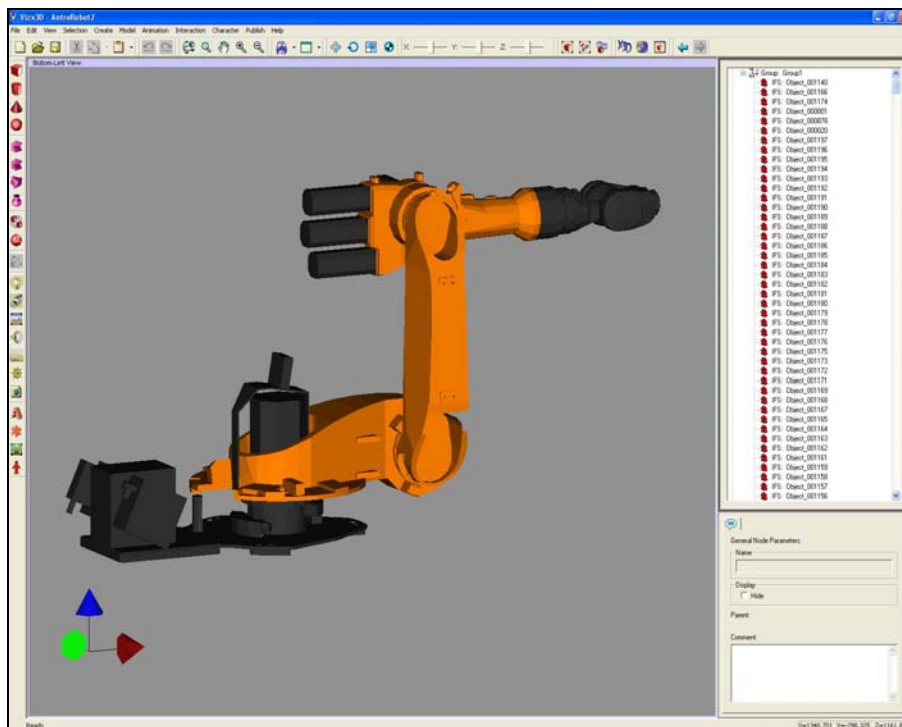 Vizx3D - AntroRobot2
File Edit View Selection Create Model Animation Interaction Character Publish Help
X Y: Z:
Bottom-Left View
Group: Group1
IFS: Object_001140
IFS: Object_001166
IFS: Object_001174
IFS: Object_000001
IFS: Object_000078
IFS: Object_000020
IFS: Object_001197
IFS: Object_001196
IFS: Object_001195
IFS: Object_001194
IFS: Object_001193
IFS: Object_001192
IFS: Object_001191
IFS: Object_001190
IFS: Object_001189
IFS: Object_001188
IFS: Object_001187
IFS: Object_001186
IFS: Object_001185
IFS: Object_001184
IFS: Object_001183
IFS: Object_001182
IFS: Object_001181
IFS: Object_001180
IFS: Object_001179
IFS: Object_001178
IFS: Object_001177
IFS: Object_001176
IFS: Object_001175
IFS: Object_001173
IFS: Object_001172
IFS: Object_001171
IFS: Object_001169
IFS: Object_001168
IFS: Object_001167
IFS: Object_001165
IFS: Object_001164
IFS: Object_001163
IFS: Object_001162
IFS: Object_001161
IFS: Object_001159
IFS: Object_001158
IFS: Object_001157
IFS: Object_001156
General Node Parameters:
Name
Display
Hide
Parent:
Comment:
Ready